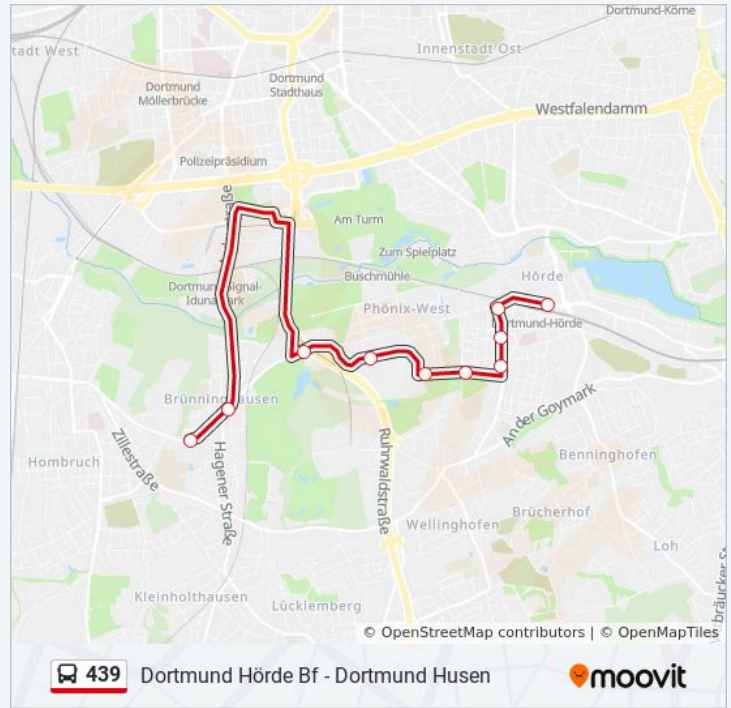 Dortmund-Körne
tadt West
Innenstadt Ost
Dortmund
Möllerbrücke
Dortmund
Stadthaus
Westfalendamm
Polizeipräsidium
Am Turm
Zum Spielplatz
Buschmühle
Hörde
Phönix-West
Dortmund-Hörde
Brünninghausen
An der Goymark
Zillestraße
Hombruch
Hagener Straße
Ruhrwaldstraße
Benninghofen
Brücherhof
Wellinghofen
Loh
Kleinholthausen
Lücklemberg
© OpenStreetMap contributors | © OpenMapTiles
439 Dortmund Hörde Bf - Dortmund Husen
moovit